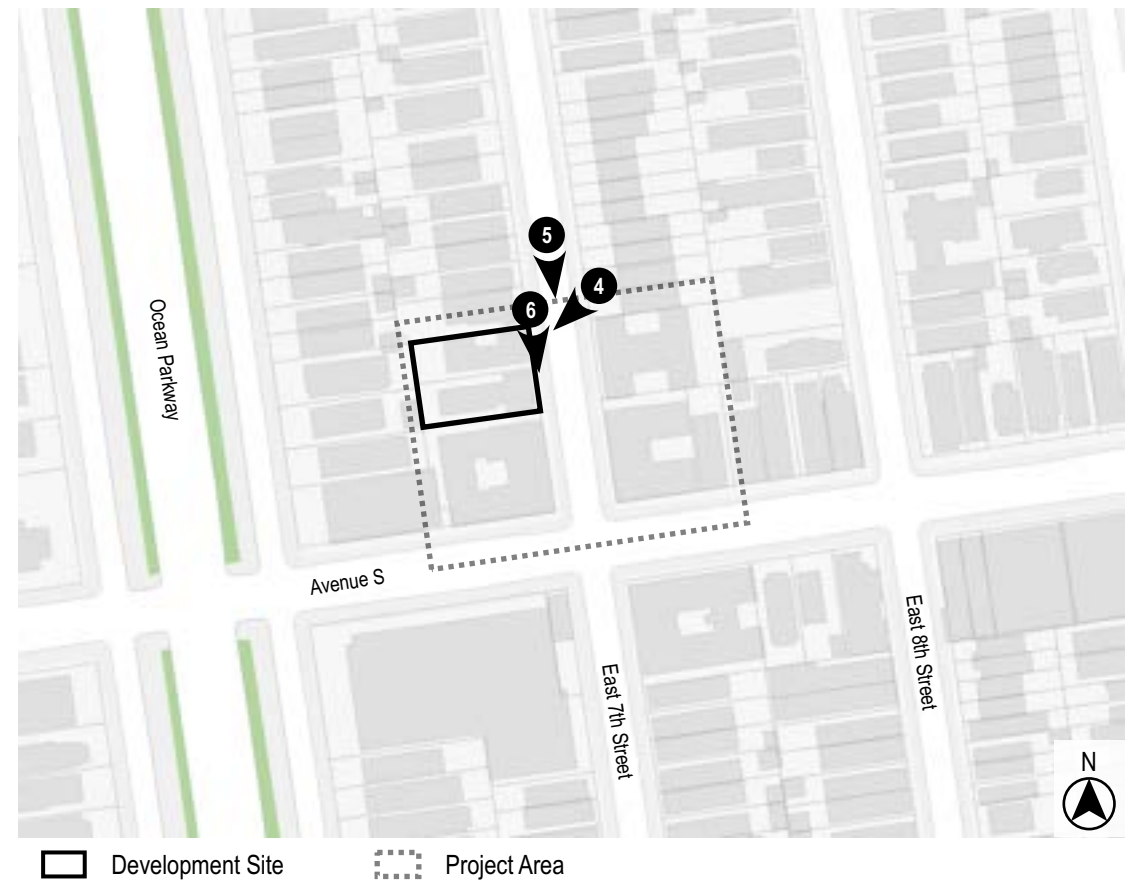 5
4
6
Ocean Parkway
Avenue S
East 7th Street
East 8th Street
N
Development Site
Project Area